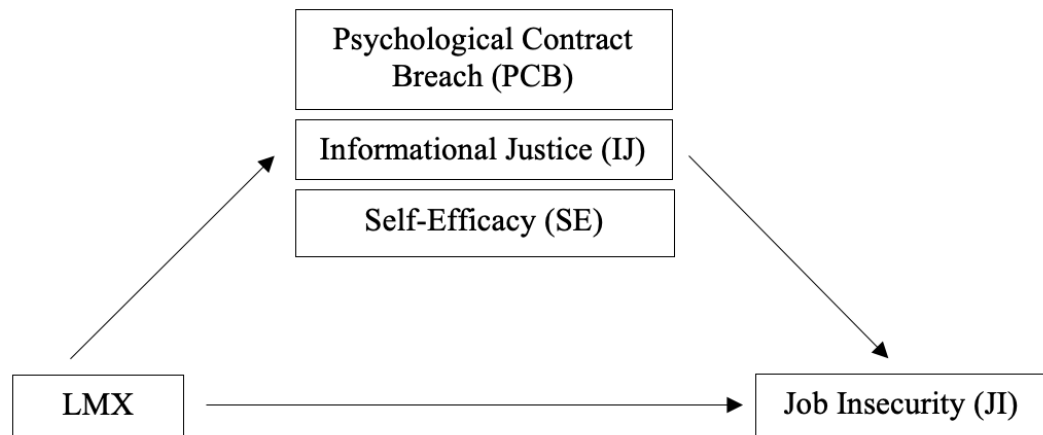 Psychological Contract
Breach (PCB)
Informational Justice (IJ)
Self-Efficacy (SE)
LMX
Job Insecurity (JI)